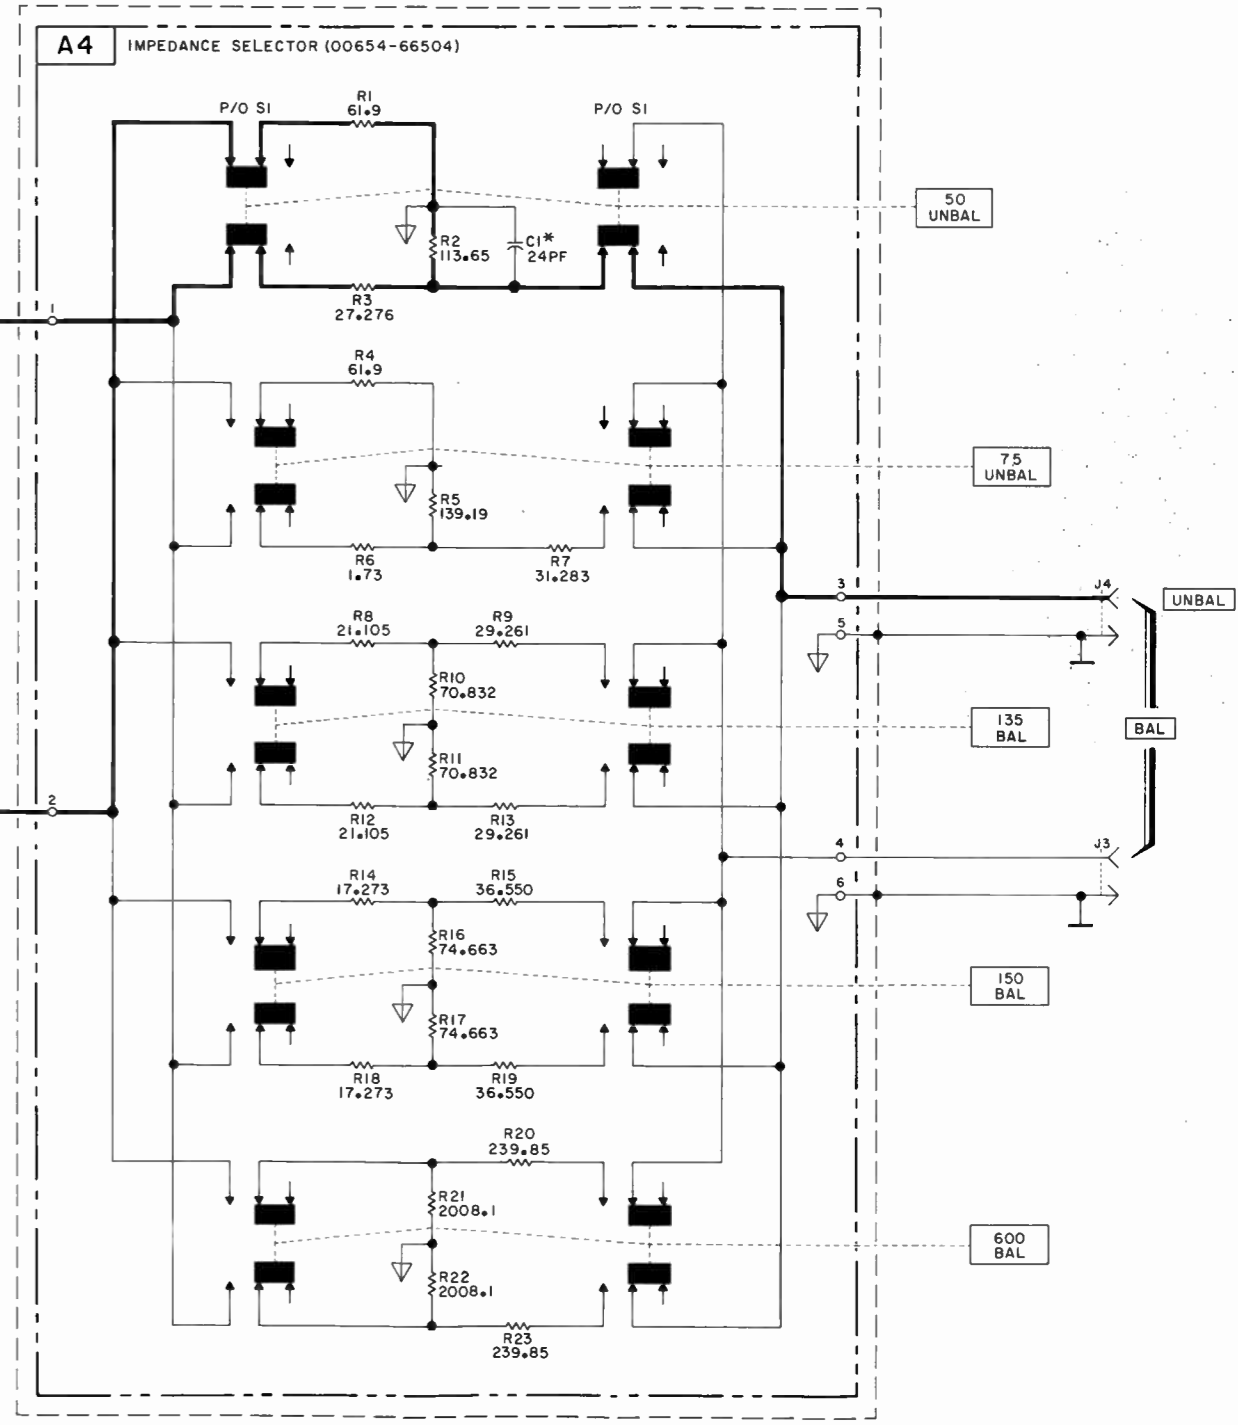 A4 IMPEDANCE SELECTOR (00654-66504)
P/O S1
R1
61.9
P/O S1
50
UNBAL
R2
113.65
C1*
24PF
1
R3
27.276
R4
61.9
75
UNBAL
R5
139.19
R6
1.73
R7
31.283
3
J4
UNBAL
5
R8
21.105
R9
29.261
R10
70.832
135
BAL
BAL
R11
70.832
2
R12
21.105
R13
29.261
4
J3
6
R14
17.273
R15
36.550
R16
74.663
150
BAL
R17
74.663
R18
17.273
R19
36.550
R20
239.85
R21
2008.1
600
BAL
R22
2008.1
R23
239.85